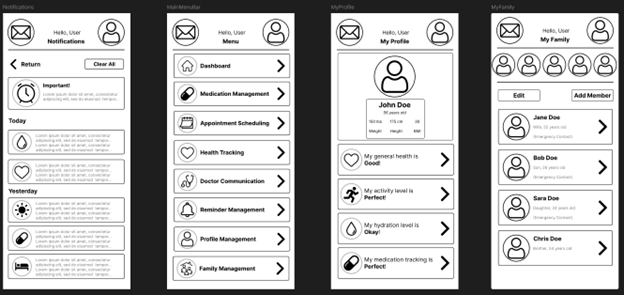 Notifications
Hello, User
Notifications
Return
Clear All
Important!
Lorem ipsum dolor sit amet, consectetur
adipiscing elit, sed do eiusmod tempor...
Today
Lorem ipsum dolor sit amet, consectetur
adipiscing elit, sed do eiusmod tempor...
Lorem ipsum dolor sit amet, consectetur
adipiscing elit, sed do eiusmod tempor...
Yesterday
Lorem ipsum dolor sit amet, consectetur
adipiscing elit, sed do eiusmod tempor...
Lorem ipsum dolor sit amet, consectetur
adipiscing elit, sed do eiusmod tempor...
Lorem ipsum dolor sit amet, consectetur
adipiscing elit, sed do eiusmod tempor...
MainMenuBar
Hello, User
Menu
Dashboard
Medication Management
Appointment Scheduling
Health Tracking
Doctor Communication
Reminder Management
Profile Management
Family Management
MyProfile
Hello, User
My Profile
John Doe
years old
Weight Height BMI
My general health is
Good!
My activity level is
Perfect!
My hydration level is
Okay!
My medication tracking is
Perfect!
MyFamily
Hello, User
My Family
Edit
Add Member
Jane Doe
Wife, years old
Emergency Contact
Bob Doe
Son, years old
Emergency Contact
Sara Doe
Daughter, years old
Emergency Contact
Chris Doe
Brother, years old